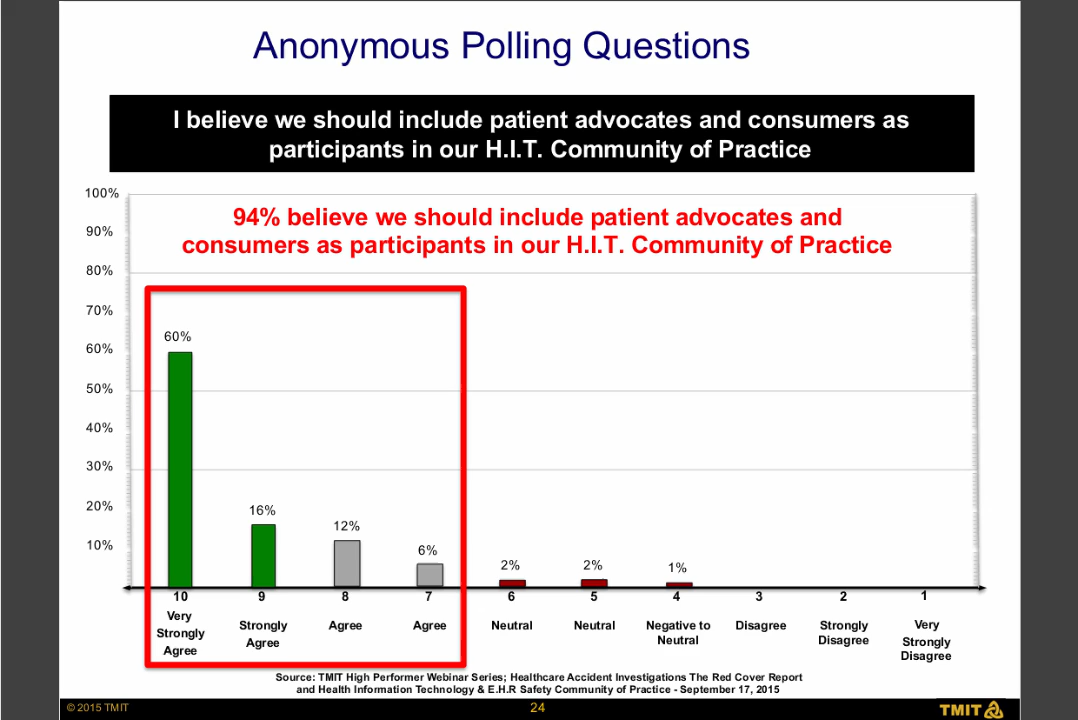 Anonymous Polling Questions
I believe we should include patient advocates and consumers as
participants in our H.I.T. Community of Practice
100%
94% believe we should include patient advocates and
consumers as participants in our H.I.T. Community of Practice
90%
80%
70%
60%
50%
40%
30%
20%
10%
60%
16%
12%
6%
2%
2%
1%
10 9 8 7 6 5 4 3 2 1
Very
Strongly
Agree
Strongly
Agree
Agree
Agree
Neutral
Neutral
Negative to
Neutral
Disagree
Strongly
Disagree
Very
Strongly
Disagree
Source: TMIT High Performer Webinar Series; Healthcare Accident Investigations The Red Cover Report
and Health Information Technology & E.H.R Safety Community of Practice - September 17, 2015
© 2015 TMIT
24
TMIT